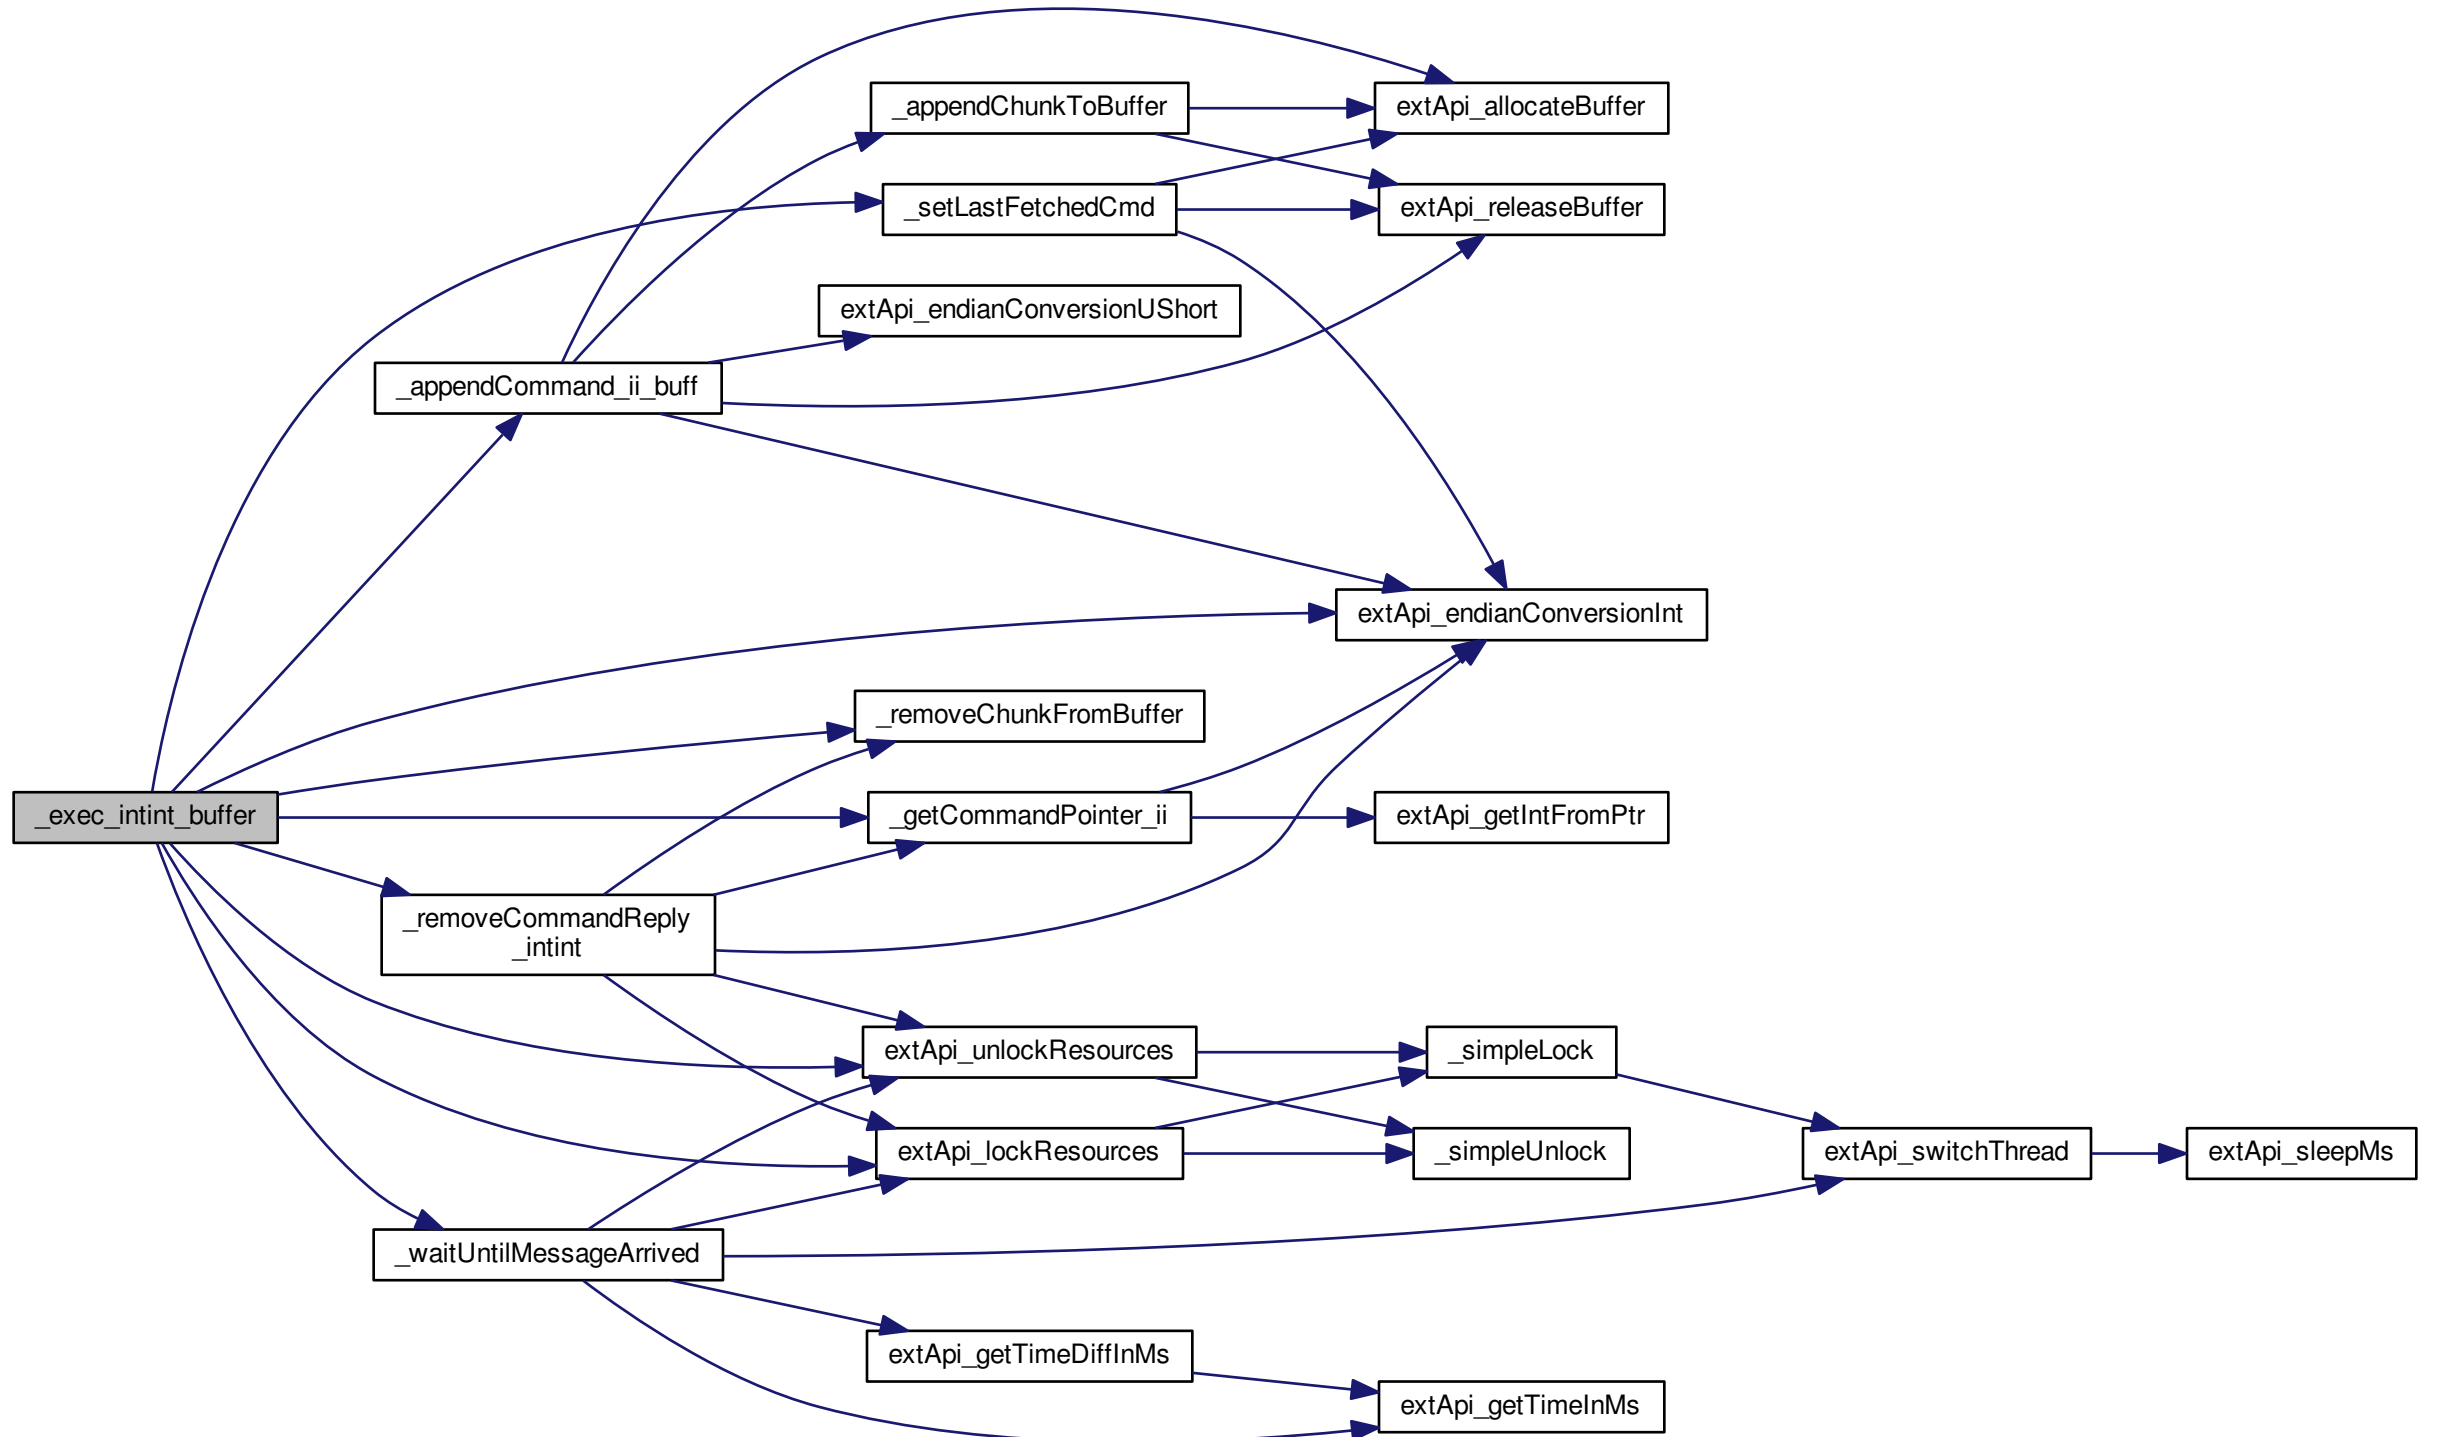 _appendChunkToBuffer
extApi_allocateBuffer
_setLastFetchedCmd
extApi_releaseBuffer
extApi_endianConversionUShort
_appendCommand_ii_buff
extApi_endianConversionInt
_removeChunkFromBuffer
_exec_intint_buffer
_getCommandPointer_ii
extApi_getIntFromPtr
_removeCommandReply
_intint
extApi_unlockResources
_simpleLock
extApi_lockResources
_simpleUnlock
extApi_switchThread
extApi_sleepMs
_waitUntilMessageArrived
extApi_getTimeDiffInMs
extApi_getTimeInMs